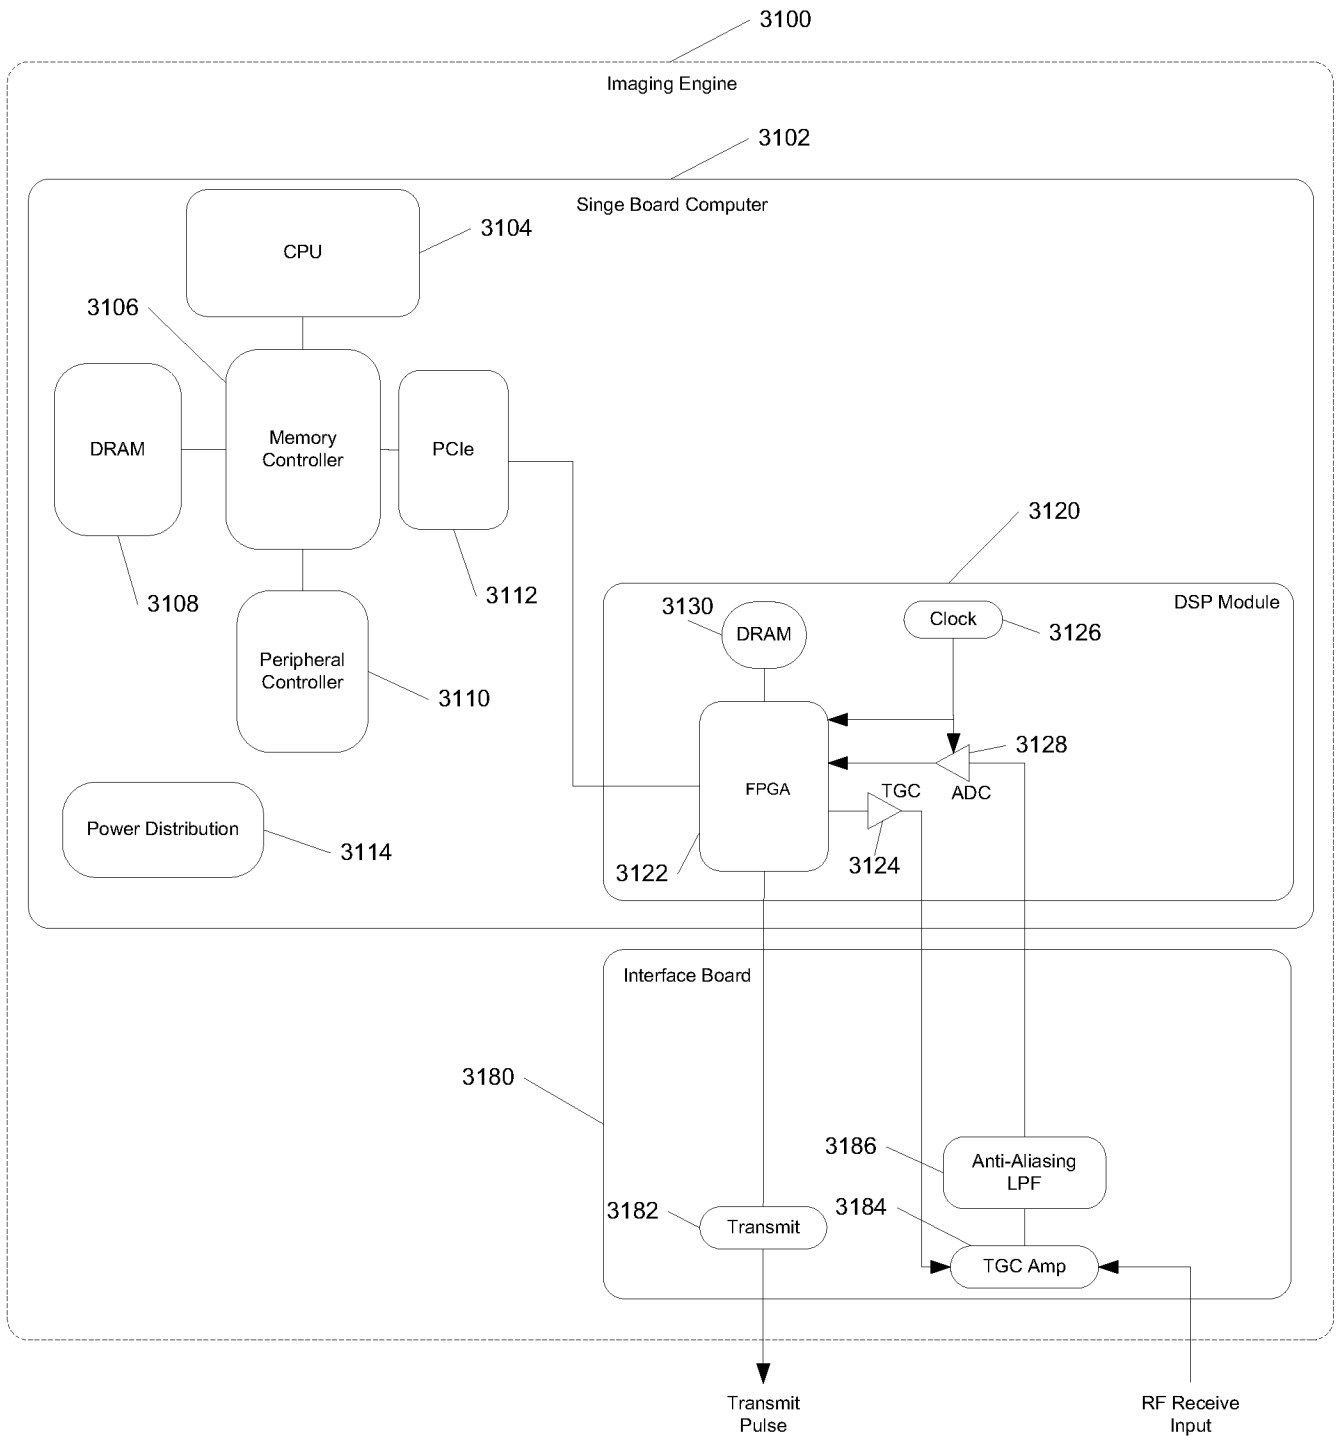 3100
Imaging Engine
3102
Singe Board Computer
CPU
3104
3106
DRAM
Memory
Controller
PCIe
3108
3112
Peripheral
Controller
3110
Power Distribution
3114
3120
DSP Module
3130
DRAM
Clock
3126
3128
FPGA
TGC
ADC
3124
3122
Interface Board
3180
3186
Anti-Aliasing
LPF
3182
Transmit
3184
TGC Amp
Transmit
Pulse
RF Receive
Input